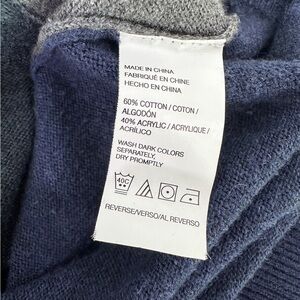 MADE IN CHINA
FABRIQUÉ EN CHINE
HECHO EN CHINA
60% COTTON / COTON /
ALGODÓN
40% ACRYLIC / ACRYLIQUE /
ACRÍLICO
WASH DARK COLORS
SEPARATELY,
DRY PROMPTLY
40C
REVERSE/VERSO/AL REVERSO